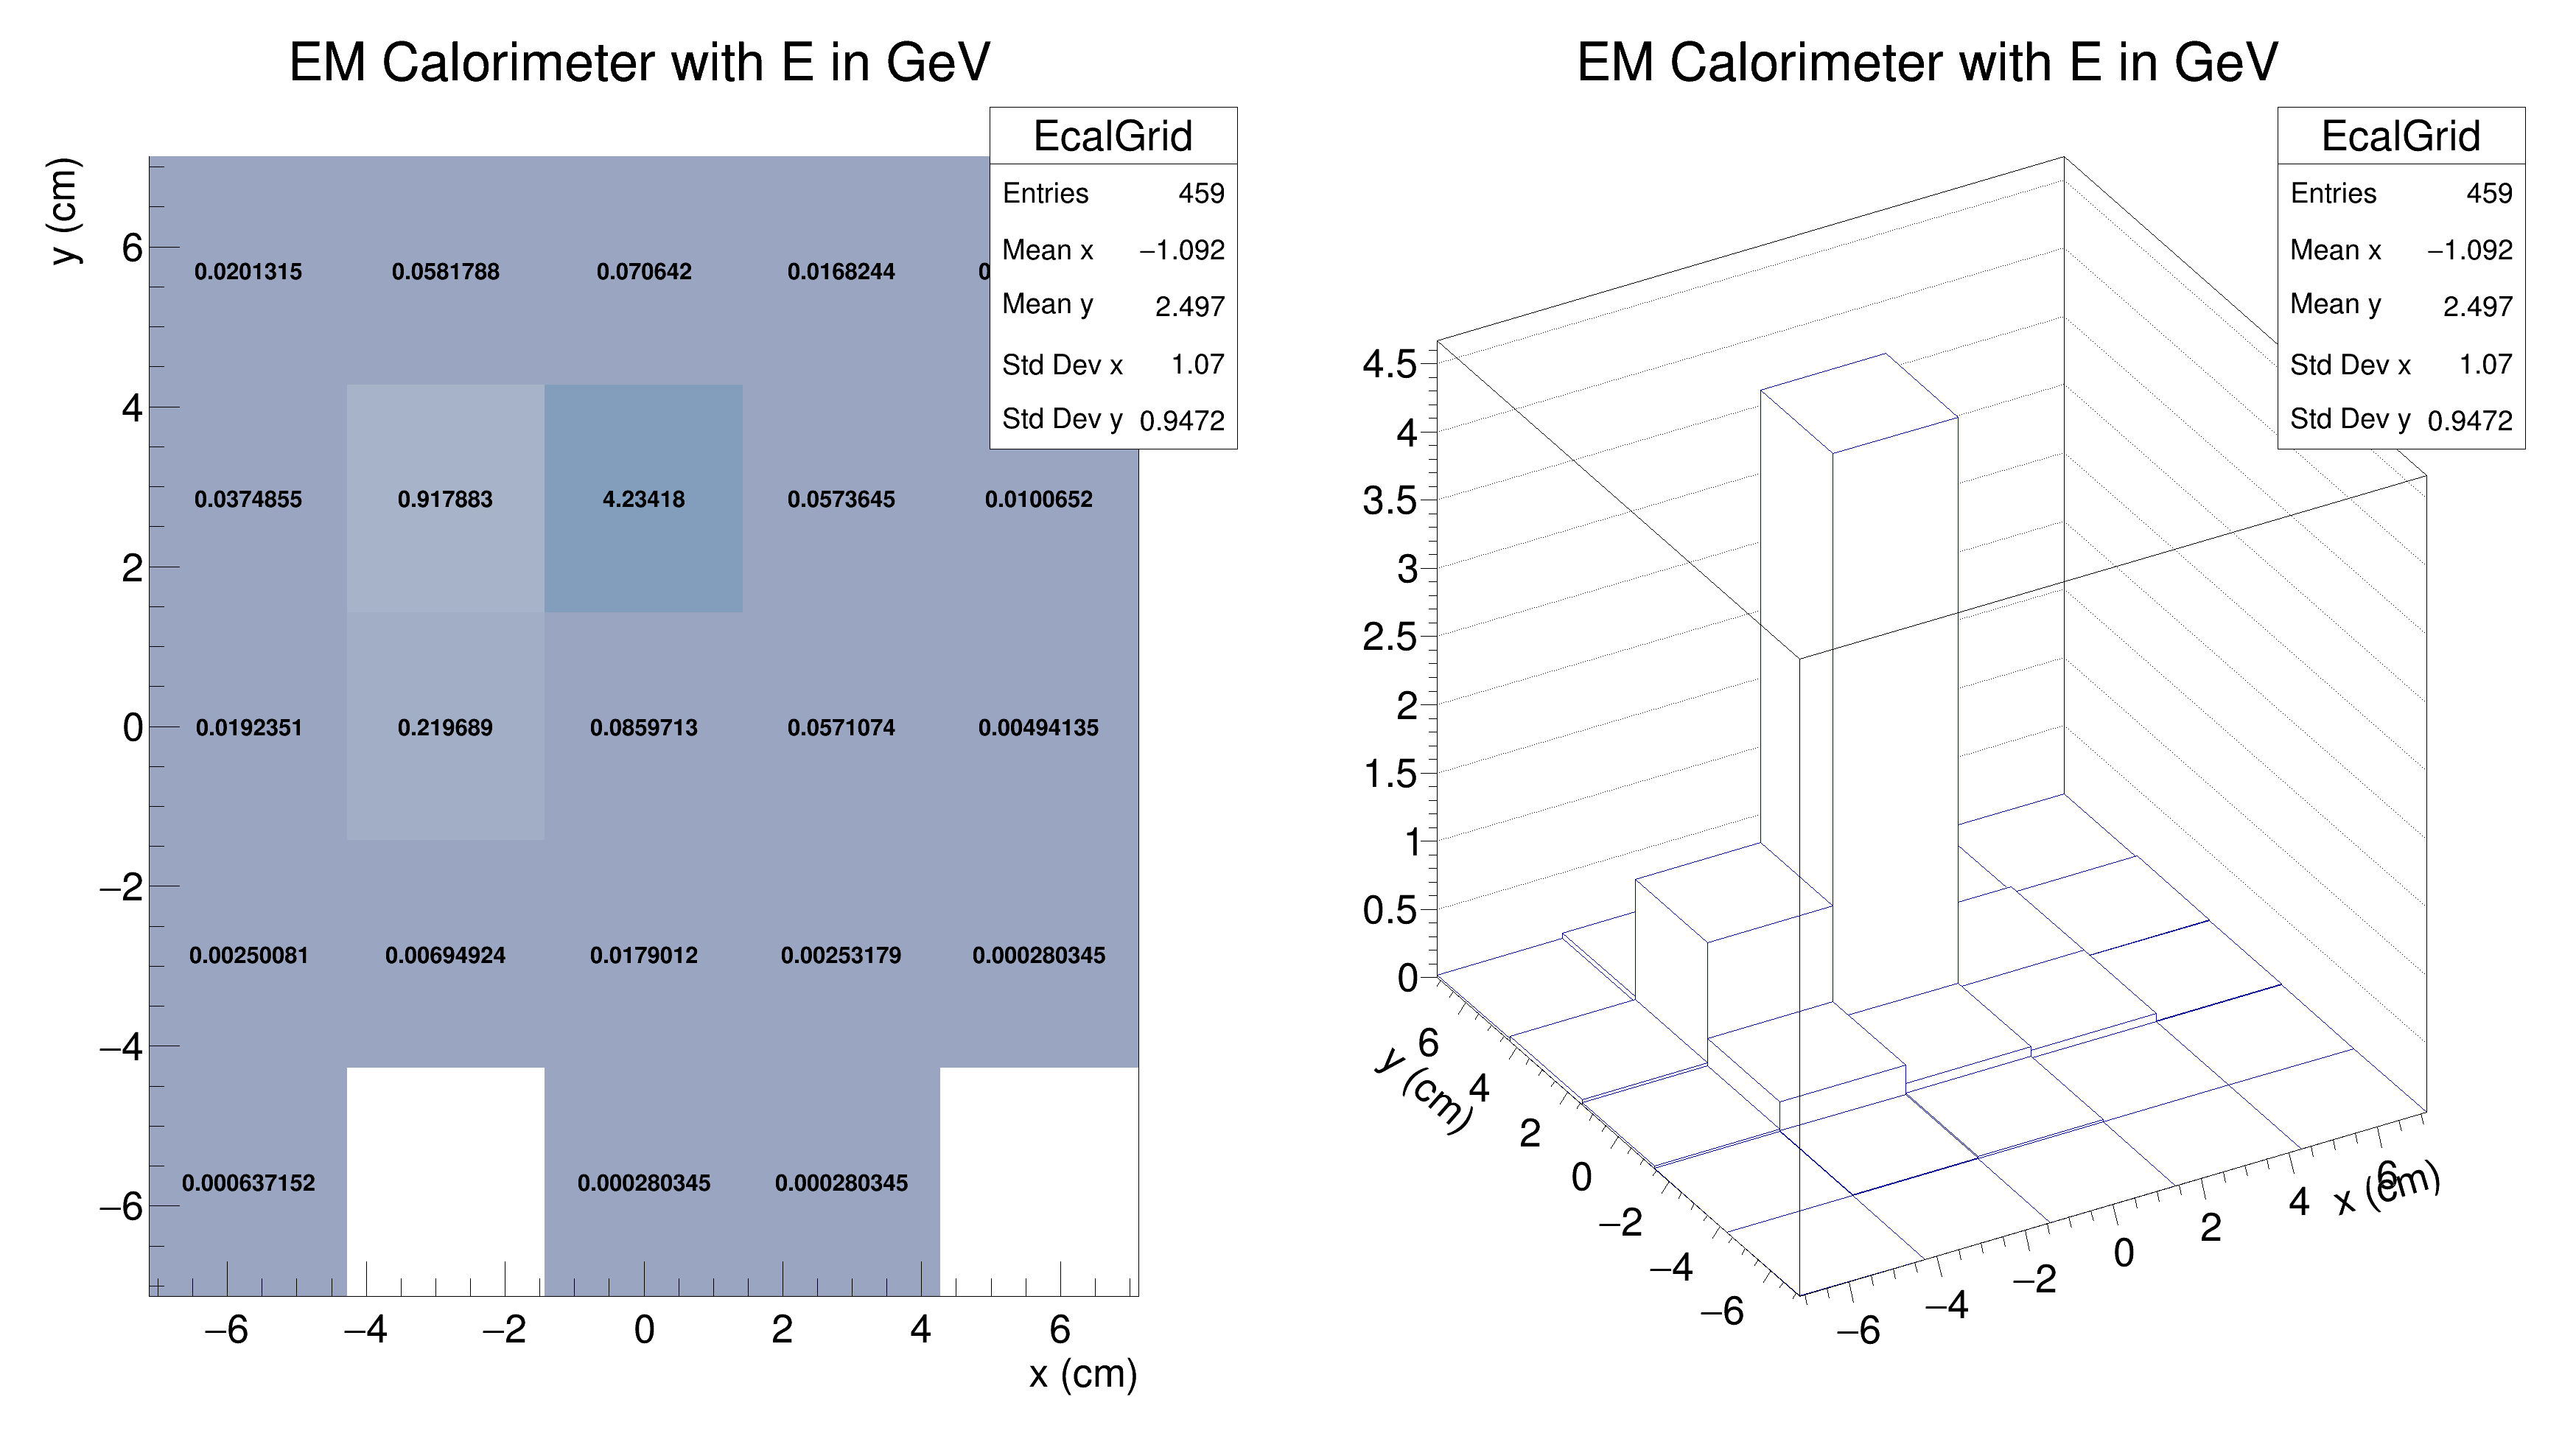 EM Calorimeter with E in GeV
EcalGrid
Entries 459
Mean x −1.092
Mean y 2.497
Std Dev x 1.07
Std Dev y 0.9472
y (cm)
6
4
2
0
−2
−4
−6
0.0201315 0.0581788 0.070642 0.0168244
0.0374855 0.917883 4.23418 0.0573645 0.0100652
0.0192351 0.219689 0.0859713 0.0571074 0.00494135
0.00250081 0.00694924 0.0179012 0.00253179 0.000280345
0.000637152 0.000280345 0.000280345
−6 −4 −2 0 2 4 6
x (cm)
EM Calorimeter with E in GeV
EcalGrid
Entries 459
Mean x −1.092
Mean y 2.497
Std Dev x 1.07
Std Dev y 0.9472
4.5
4
3.5
3
2.5
2
1.5
1
0.5
0
y (cm)
6
4
2
0
−2
−4
−6
−6
−4
−2
0
2
4
6
x (cm)